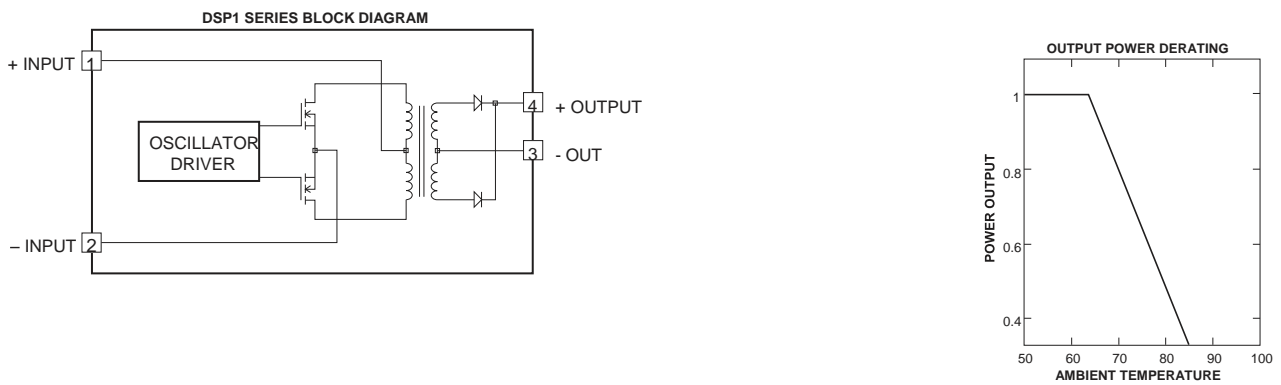 DSP1 SERIES BLOCK DIAGRAM
+ INPUT 1
OSCILLATOR
DRIVER
– INPUT 2
4 + OUTPUT
3 - OUT
OUTPUT POWER DERATING
POWER OUTPUT
1
0.8
0.6
0.4
50 60 70 80 90 100
AMBIENT TEMPERATURE